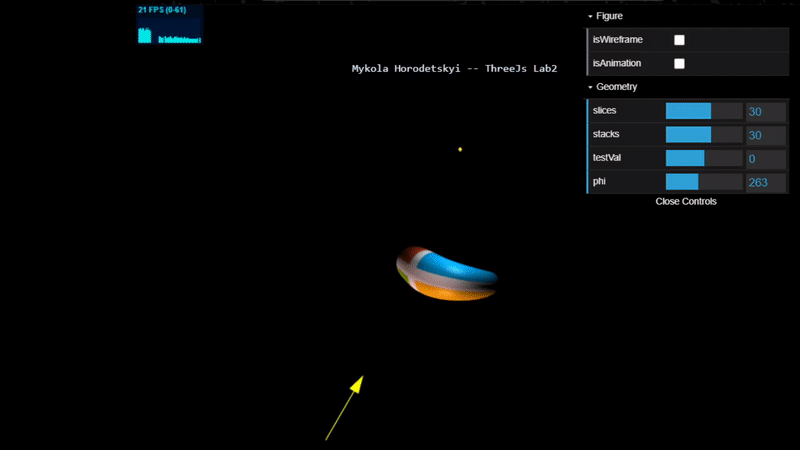 21 FPS (0-61)
Mykola Horodetskyi -- ThreeJs Lab2
Figure
isWireframe
isAnimation
Geometry
slices 30
stacks 30
testVal 0
phi 263
Close Controls